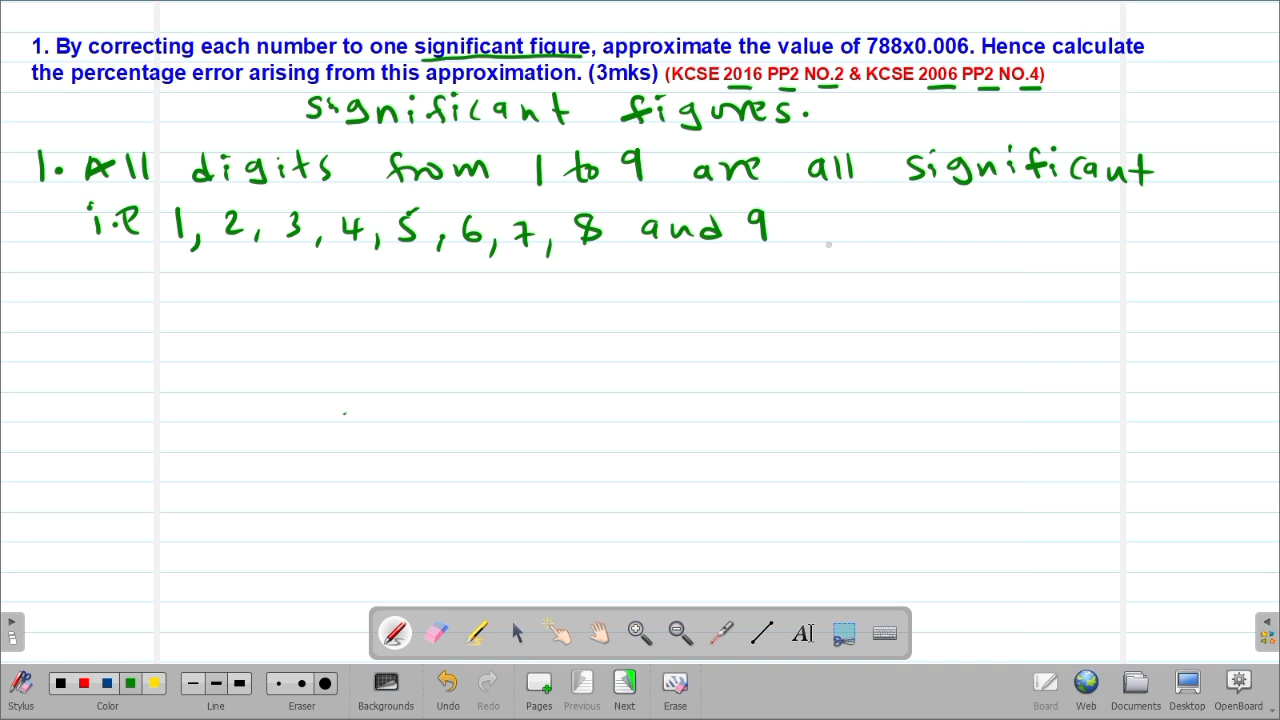 1. By correcting each number to one significant figure, approximate the value of 788x0.006. Hence calculate
the percentage error arising from this approximation. (3mks) (KCSE 2016 PP2 NO.2 & KCSE 2006 PP2 NO.4)
significant figures.
1. All digits from 1 to 9 are all significant
i.e 1, 2, 3, 4, 5, 6, 7, 8 and 9
AI
Stylus Color Line Eraser Backgrounds Undo Redo Pages Previous Next Erase Board Web Documents Desktop OpenBoard